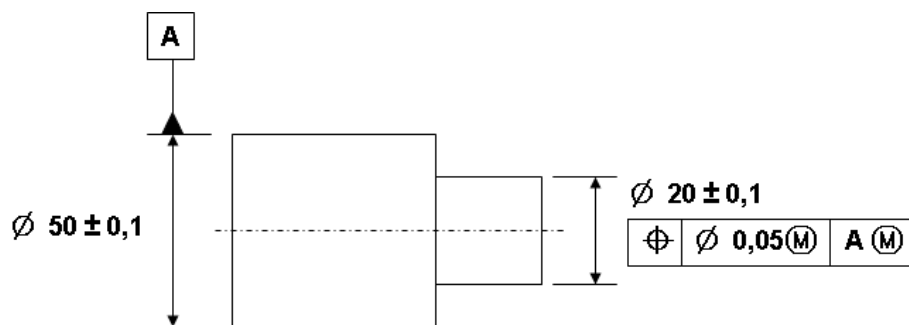 A
Ø 50 ± 0,1
Ø 20 ± 0,1
⌖ Ø 0,05Ⓜ A Ⓜ